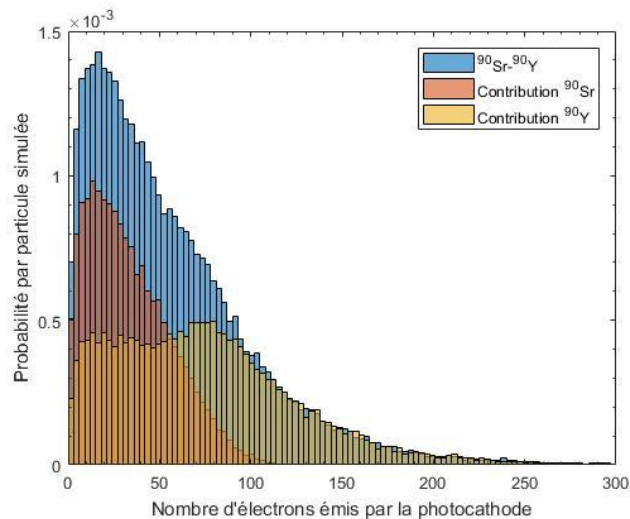 ×10⁻³
1.5
1
0.5
0
Probabilité par particule simulée
⁹⁰Sr-⁹⁰Y
Contribution ⁹⁰Sr
Contribution ⁹⁰Y
0 50 100 150 200 250 300
Nombre d'électrons émis par la photocathode